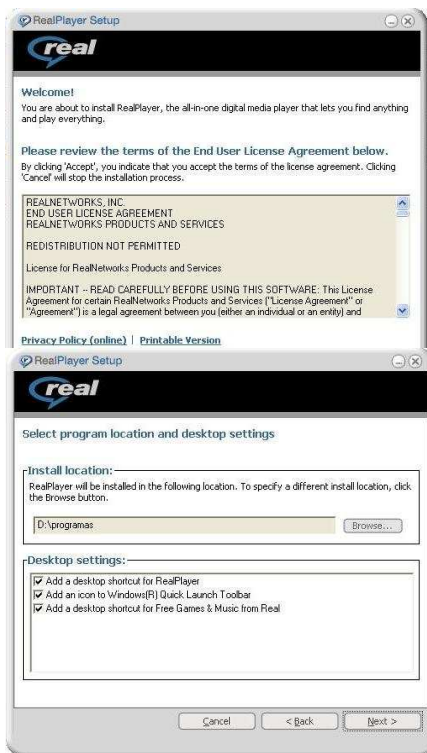 RealPlayer Setup
real
Welcome!
You are about to install RealPlayer, the all-in-one digital media player that lets you find anything
and play everything.
Please review the terms of the End User License Agreement below.
By clicking 'Accept', you indicate that you accept the terms of the license agreement. Clicking
'Cancel' will stop the installation process.
REALNETWORKS, INC.
END USER LICENSE AGREEMENT
REALNETWORKS PRODUCTS AND SERVICES
REDISTRIBUTION NOT PERMITTED
License for RealNetworks Products and Services
IMPORTANT -- READ CAREFULLY BEFORE USING THIS SOFTWARE: This License
Agreement for certain RealNetworks Products and Services ("License Agreement" or
"Agreement") is a legal agreement between you (either an individual or an entity) and
Privacy Policy (online) | Printable Version
RealPlayer Setup
real
Select program location and desktop settings
Install location:
RealPlayer will be installed in the following location. To specify a different install location, click
the Browse button.
D:\programas
Browse...
Desktop settings:
Add a desktop shortcut for RealPlayer
Add an icon to Windows(R) Quick Launch Toolbar
Add a desktop shortcut for Free Games & Music from Real
Cancel
< Back
Next >